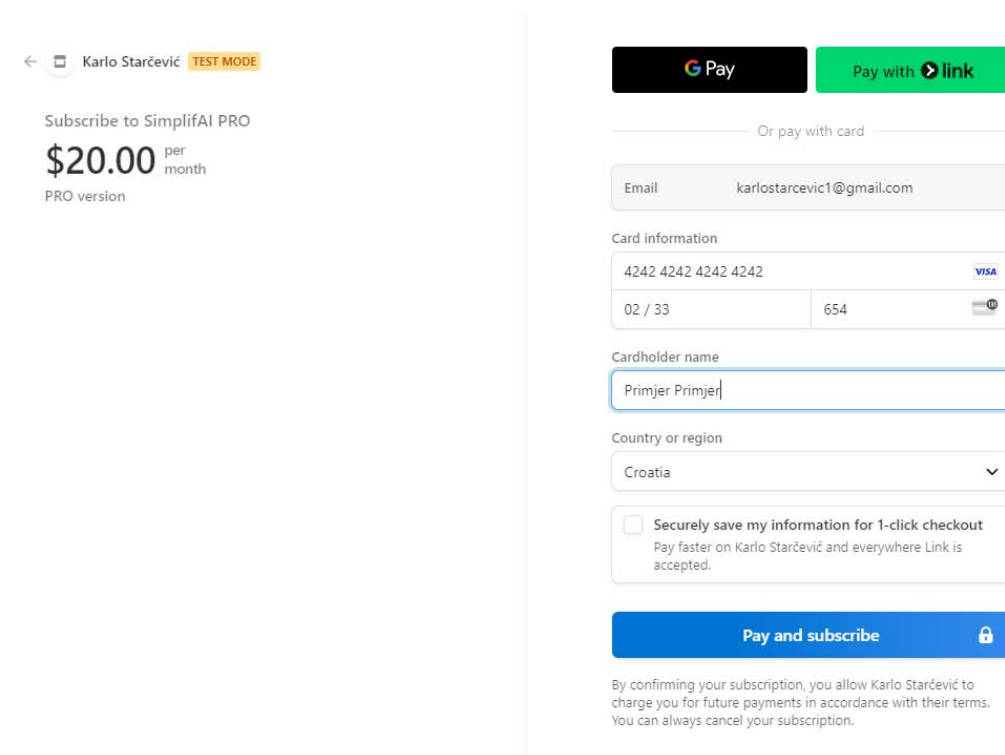 Karlo Starčević TEST MODE
Subscribe to SimplifAI PRO
$20.00 per month
PRO version
G Pay
Pay with link
Or pay with card
Email karlostarcevic1@gmail.com
Card information
4242 4242 4242 4242 VISA
02 / 33 654
Cardholder name
Primjer Primjer
Country or region
Croatia
Securely save my information for 1-click checkout
Pay faster on Karlo Starčević and everywhere Link is
accepted.
Pay and subscribe
By confirming your subscription, you allow Karlo Starčević to
charge you for future payments in accordance with their terms.
You can always cancel your subscription.